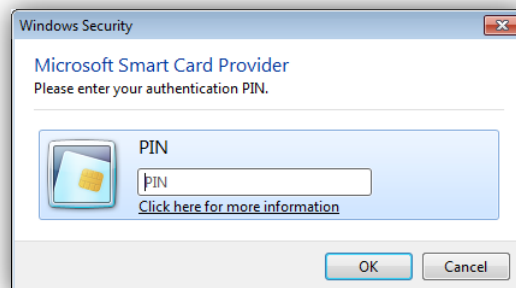 Windows Security
Microsoft Smart Card Provider
Please enter your authentication PIN.
PIN
PIN
Click here for more information
OK
Cancel